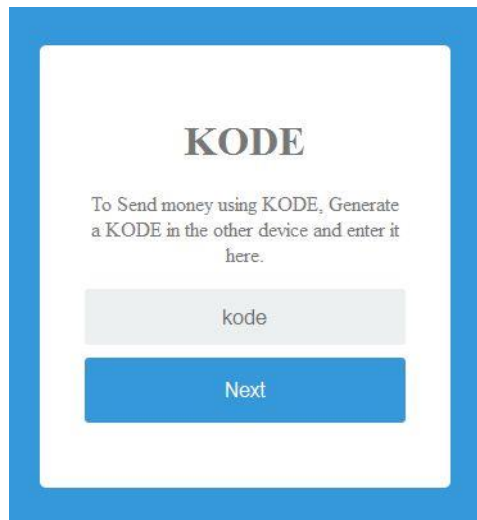 KODE
To Send money using KODE, Generate
a KODE in the other device and enter it
here.
kode
Next